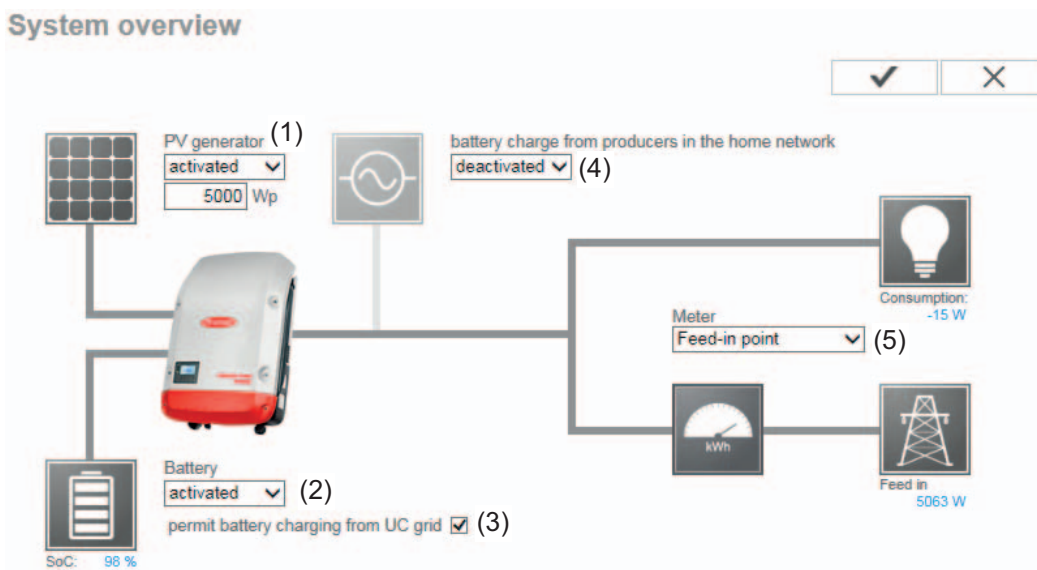 System overview
PV generator (1)
activated
5000 Wp
battery charge from producers in the home network
deactivated (4)
Consumption:
-15 W
Meter
Feed-in point (5)
kWh
Feed in
5063 W
Battery
activated (2)
permit battery charging from UC grid (3)
SoC: 98 %